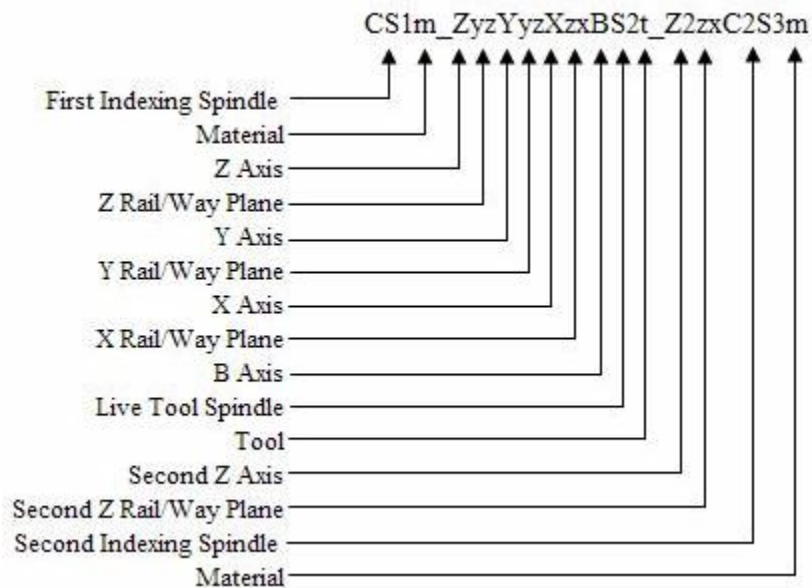 CS1m_ZyzYyzXzxBS2t_Z2zxC2S3m
First Indexing Spindle
Material
Z Axis
Z Rail/Way Plane
Y Axis
Y Rail/Way Plane
X Axis
X Rail/Way Plane
B Axis
Live Tool Spindle
Tool
Second Z Axis
Second Z Rail/Way Plane
Second Indexing Spindle
Material